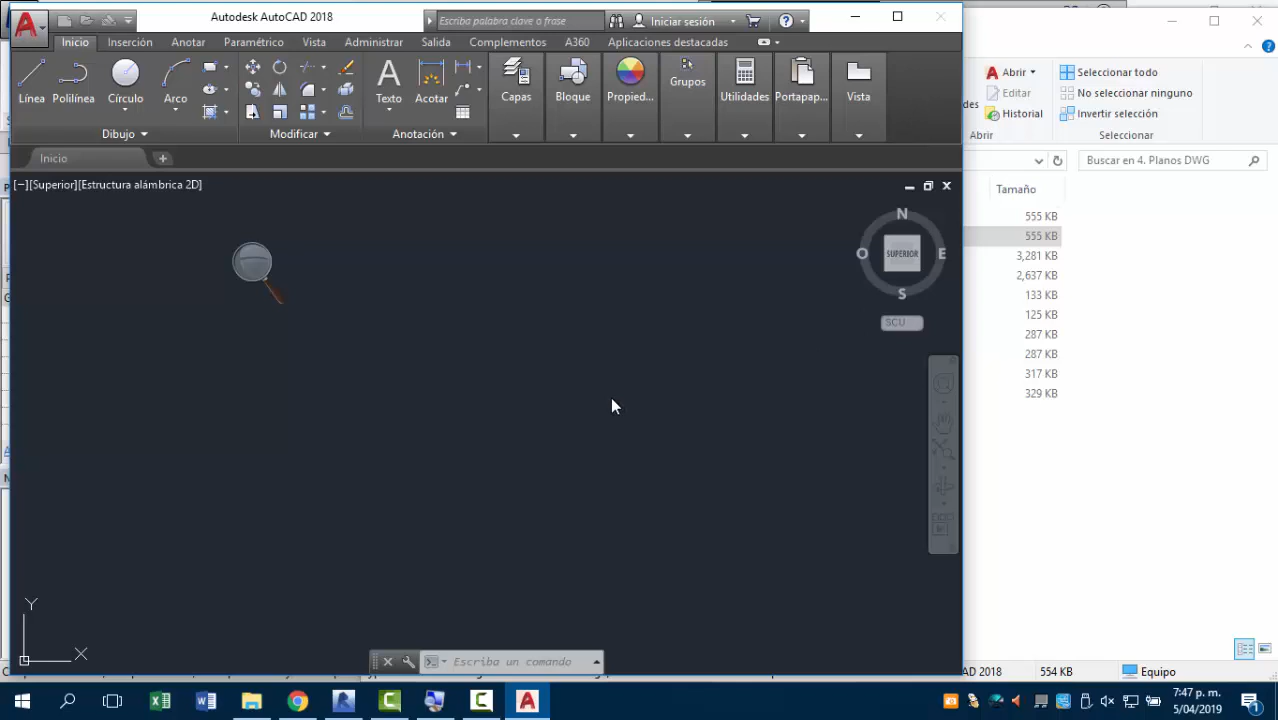 Autodesk AutoCAD 2018
Escriba palabra clave o frase
Iniciar sesión
Inicio
Inserción
Anotar
Paramétrico
Vista
Administrar
Salida
Complementos
A360
Aplicaciones destacadas
Línea
Polilínea
Círculo
Arco
Texto
Acotar
Capas
Bloque
Propied...
Grupos
Utilidades
Portapap...
Vista
Dibujo
Modificar
Anotación
Inicio
[−][Superior][Estructura alámbrica 2D]
N
O
SUPERIOR
E
S
SCU
Y
X
Escriba un comando
Abrir
Editar
Historial
Abrir
Seleccionar todo
No seleccionar ninguno
Invertir selección
Seleccionar
Buscar en 4. Planos DWG
Tamaño
555 KB
555 KB
3,281 KB
2,637 KB
133 KB
125 KB
287 KB
287 KB
317 KB
329 KB
CAD 2018
554 KB
Equipo
7:47 p. m.
5/04/2019